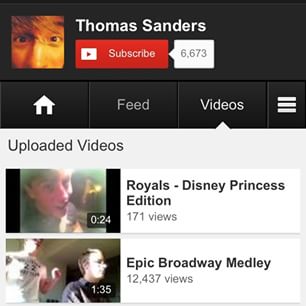 Thomas Sanders
Subscribe 6,673
Feed Videos
Uploaded Videos
Royals - Disney Princess
Edition
171 views
0:24
Epic Broadway Medley
12,437 views
1:35